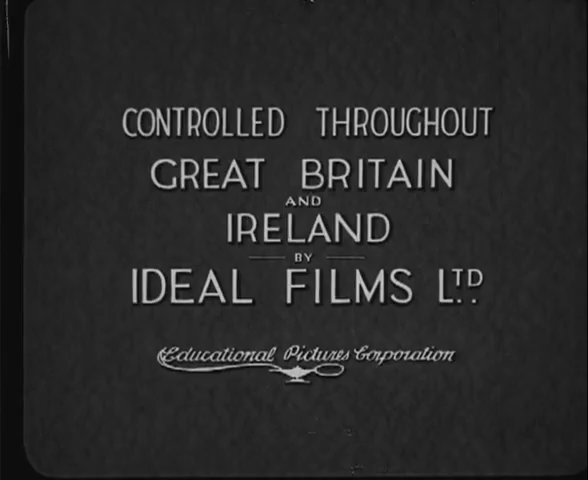 CONTROLLED THROUGHOUT
GREAT BRITAIN
AND
IRELAND
BY
IDEAL FILMS LTD.
Educational Pictures Corporation